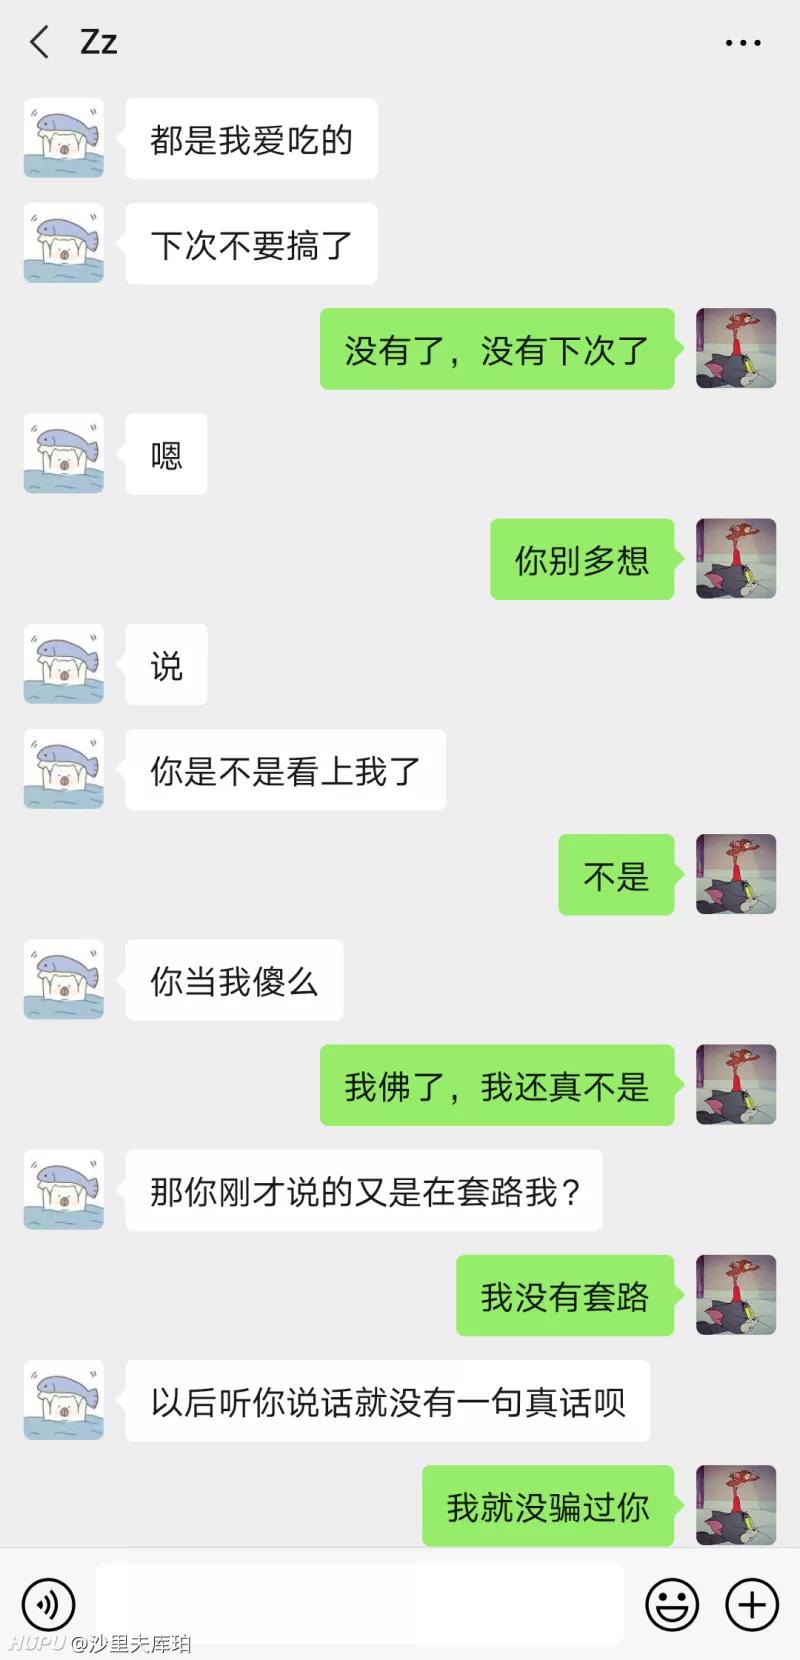 Zz
都是我爱吃的
下次不要搞了
没有了，没有下次了
嗯
你别多想
说
你是不是看上我了
不是
你当我傻么
我佛了，我还真不是
那你刚才说的又是在套路我？
我没有套路
以后听你说话就没有一句真话呗
我就没骗过你
HUPU @沙里夫库珀